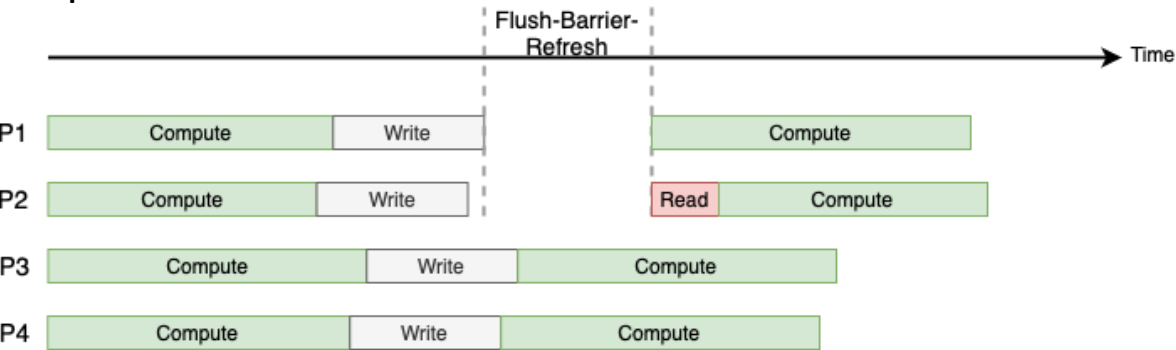 Flush-Barrier-
Refresh
Time
P1 Compute Write Compute
P2 Compute Write Read Compute
P3 Compute Write Compute
P4 Compute Write Compute